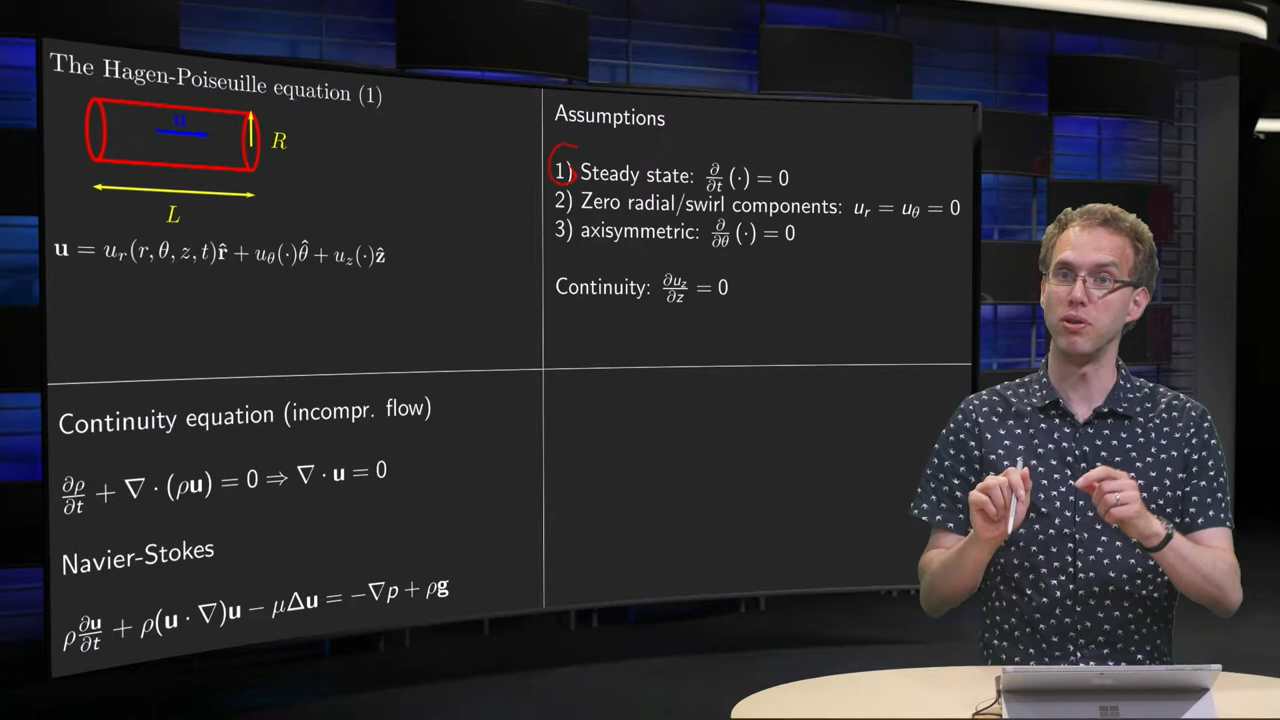 The Hagen-Poiseuille equation (1)
u
R
L
u = u_r(r, θ, z, t)r̂ + u_θ(·)θ̂ + u_z(·)ẑ
Assumptions
1) Steady state: ∂/∂t (·) = 0
2) Zero radial/swirl components: u_r = u_θ = 0
3) axisymmetric: ∂/∂θ (·) = 0
Continuity: ∂u_z/∂z = 0
Continuity equation (incompr. flow)
∂ρ/∂t + ∇ · (ρu) = 0 ⇒ ∇ · u = 0
Navier-Stokes
ρ ∂u/∂t + ρ(u · ∇)u − μΔu = −∇p + ρg